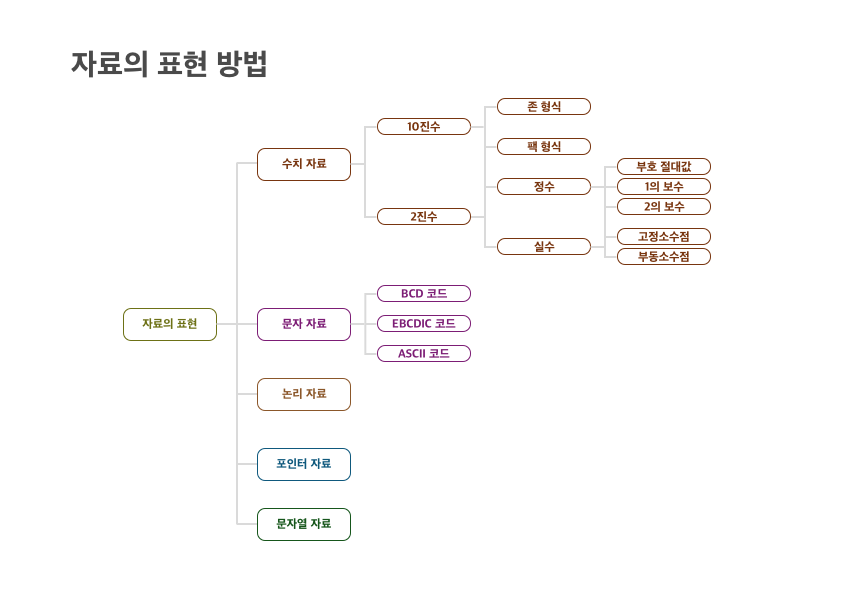 자료의 표현 방법
자료의 표현
수치 자료
10진수
존 형식
팩 형식
2진수
정수
부호 절대값
1의 보수
2의 보수
실수
고정소수점
부동소수점
문자 자료
BCD 코드
EBCDIC 코드
ASCII 코드
논리 자료
포인터 자료
문자열 자료